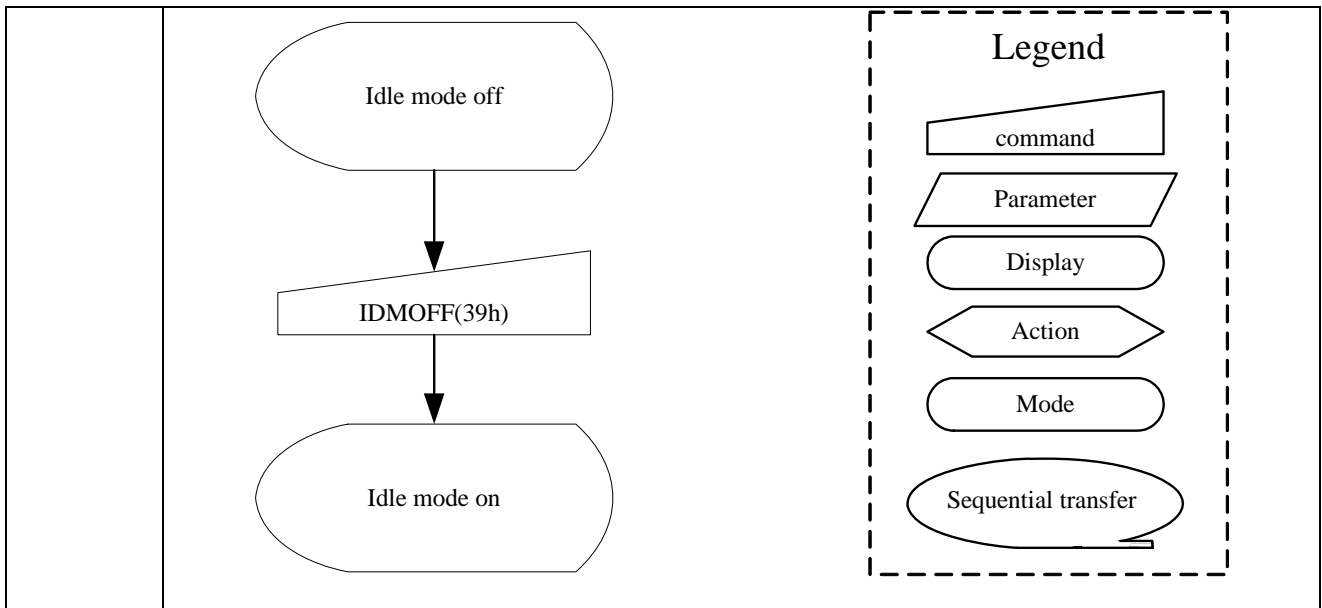 Idle mode off
IDMOFF(39h)
Idle mode on
Legend
command
Parameter
Display
Action
Mode
Sequential transfer